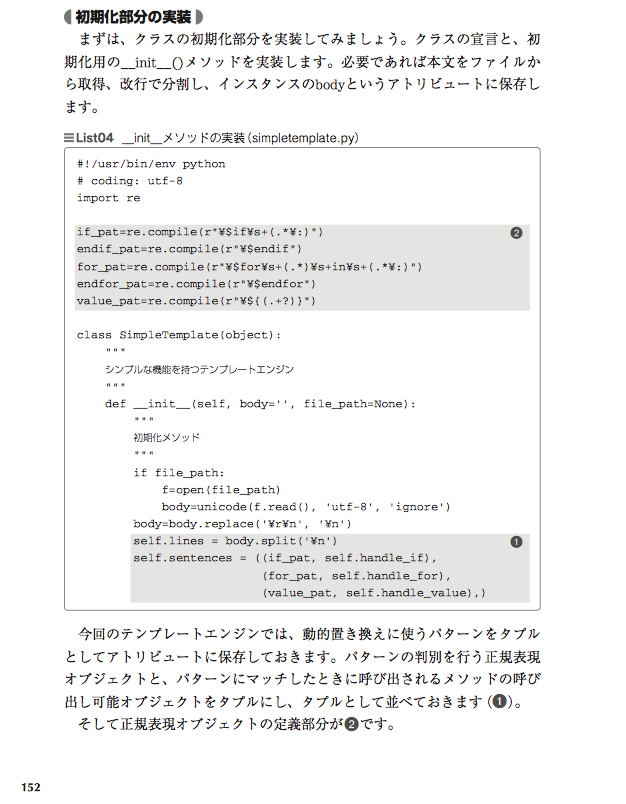 初期化部分の実装
まずは、クラスの初期化部分を実装してみましょう。クラスの宣言と、初
期化用の__init__()メソッドを実装します。必要であれば本文をファイルか
ら取得、改行で分割し、インスタンスのbodyというアトリビュートに保存し
ます。
List04 __init__メソッドの実装(simpletemplate.py)
#!/usr/bin/env python
# coding: utf-8
import re
if_pat=re.compile(r"¥$if¥s+(.*¥:)") ❷
endif_pat=re.compile(r"¥$endif")
for_pat=re.compile(r"¥$for¥s+(.*)¥s+in¥s+(.*¥:)")
endfor_pat=re.compile(r"¥$endfor")
value_pat=re.compile(r"¥${(.+?)}")
class SimpleTemplate(object):
"""
シンプルな機能を持つテンプレートエンジン
"""
def __init__(self, body='', file_path=None):
"""
初期化メソッド
"""
if file_path:
f=open(file_path)
body=unicode(f.read(), 'utf-8', 'ignore')
body=body.replace('¥r¥n', '¥n')
self.lines = body.split('¥n') ❶
self.sentences = ((if_pat, self.handle_if),
(for_pat, self.handle_for),
(value_pat, self.handle_value),)
今回のテンプレートエンジンでは、動的置き換えに使うパターンをタプル
としてアトリビュートに保存しておきます。パターンの判別を行う正規表現
オブジェクトと、パターンにマッチしたときに呼び出されるメソッドの呼び
出し可能オブジェクトをタプルにし、タプルとして並べておきます(❶)。
そして正規表現オブジェクトの定義部分が❷です。
152